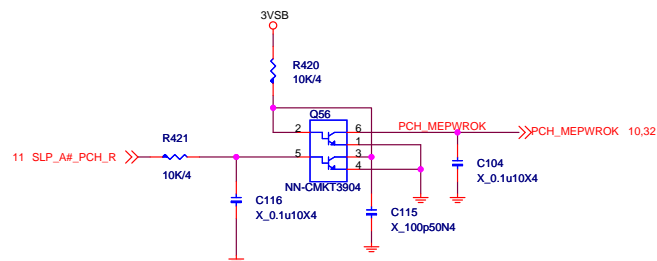 3VSB
R420
10K/4
Q56
2
6
PCH_MEPWROK
PCH_MEPWROK 10,32
1
R421
11 SLP_A#_PCH_R
5
3
4
10K/4
NN-CMKT3904
C104
X_0.1u10X4
C116
X_0.1u10X4
C115
X_100p50N4